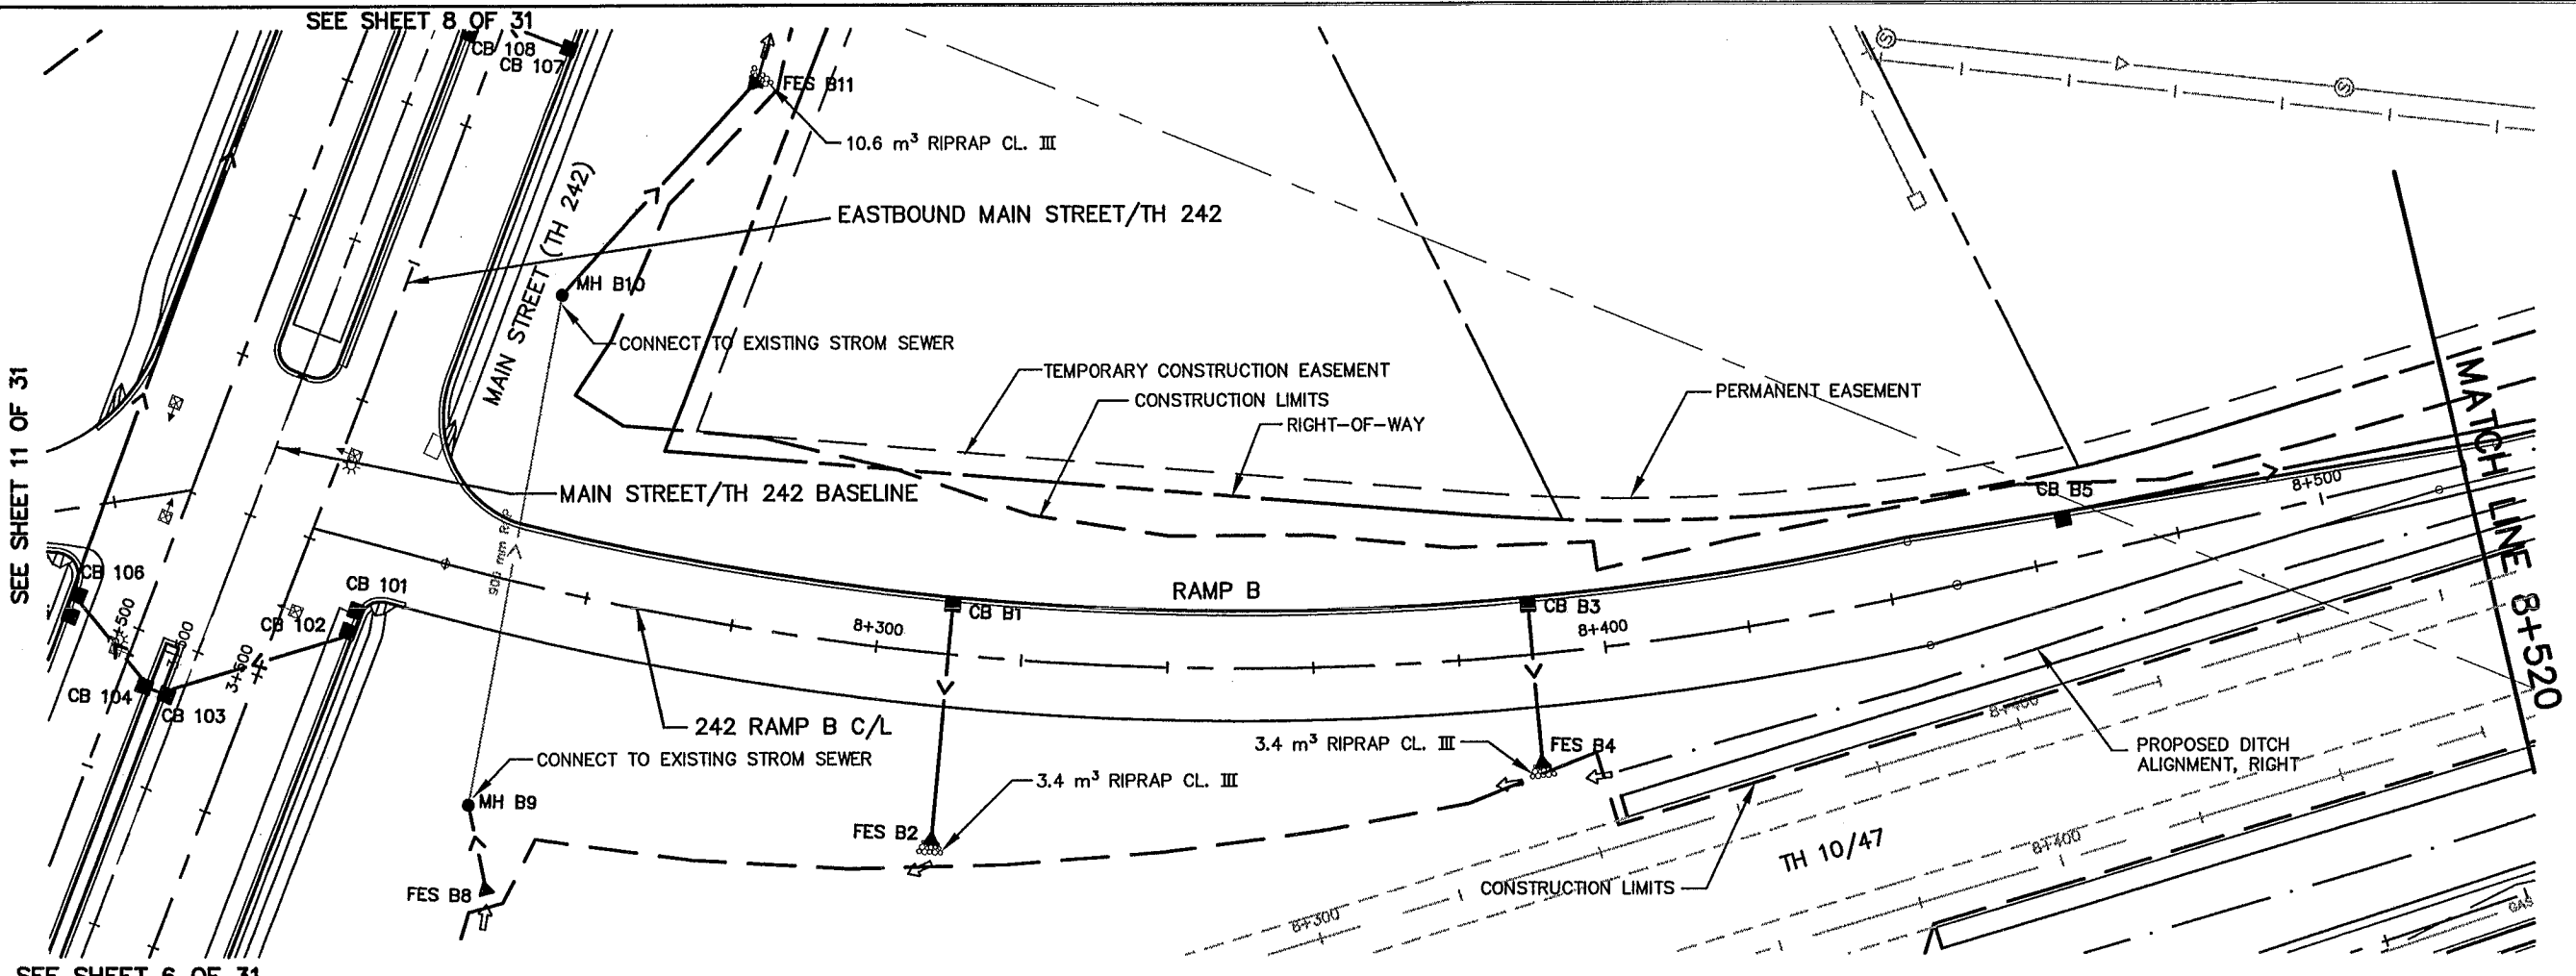 SEE SHEET 8 OF 31
CB 108
CB 107
FES B11
10.6 m³ RIPRAP CL. III
EASTBOUND MAIN STREET/TH 242
MAIN STREET (TH 242)
MH B10
CONNECT TO EXISTING STROM SEWER
TEMPORARY CONSTRUCTION EASEMENT
CONSTRUCTION LIMITS
RIGHT-OF-WAY
PERMANENT EASEMENT
SEE SHEET 11 OF 31
MAIN STREET/TH 242 BASELINE
CB B5
8+500
MATCH LINE 8+520
CB 106
CB 101
CB 102
RAMP B
CB B1
CB B3
8+300
8+400
3+500
CB 104
CB 103
242 RAMP B C/L
8+400
3.4 m³ RIPRAP CL. III
FES B4
PROPOSED DITCH
ALIGNMENT, RIGHT
CONNECT TO EXISTING STROM SEWER
3.4 m³ RIPRAP CL. III
MH B9
FES B2
TH 10/47
8+400
FES B8
CONSTRUCTION LIMITS
8+300
GAS
S
S
SEE SHEET 6 OF 31